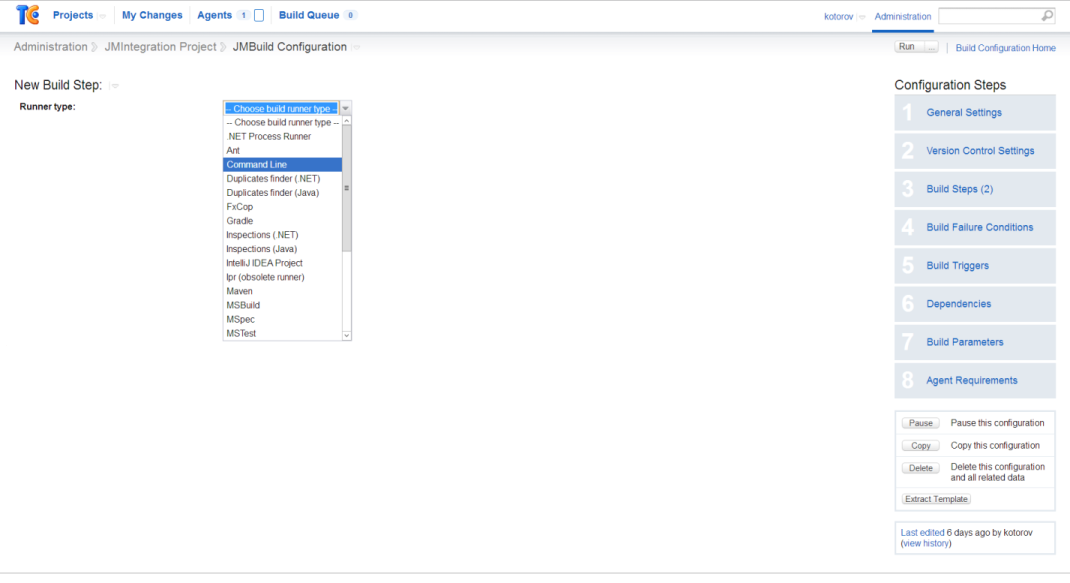 TC Projects My Changes Agents 1 Build Queue 0 kotorov Administration
Administration JMIntegration Project JMBuild Configuration Run ... Build Configuration Home
New Build Step:
Runner type:
-- Choose build runner type --
-- Choose build runner type --
.NET Process Runner
Ant
Command Line
Duplicates finder (.NET)
Duplicates finder (Java)
FxCop
Gradle
Inspections (.NET)
Inspections (Java)
IntelliJ IDEA Project
Ipr (obsolete runner)
Maven
MSBuild
MSpec
MSTest
Configuration Steps
1 General Settings
2 Version Control Settings
3 Build Steps (2)
4 Build Failure Conditions
5 Build Triggers
6 Dependencies
7 Build Parameters
8 Agent Requirements
Pause Pause this configuration
Copy Copy this configuration
Delete Delete this configuration
and all related data
Extract Template
Last edited 6 days ago by kotorov
(view history)